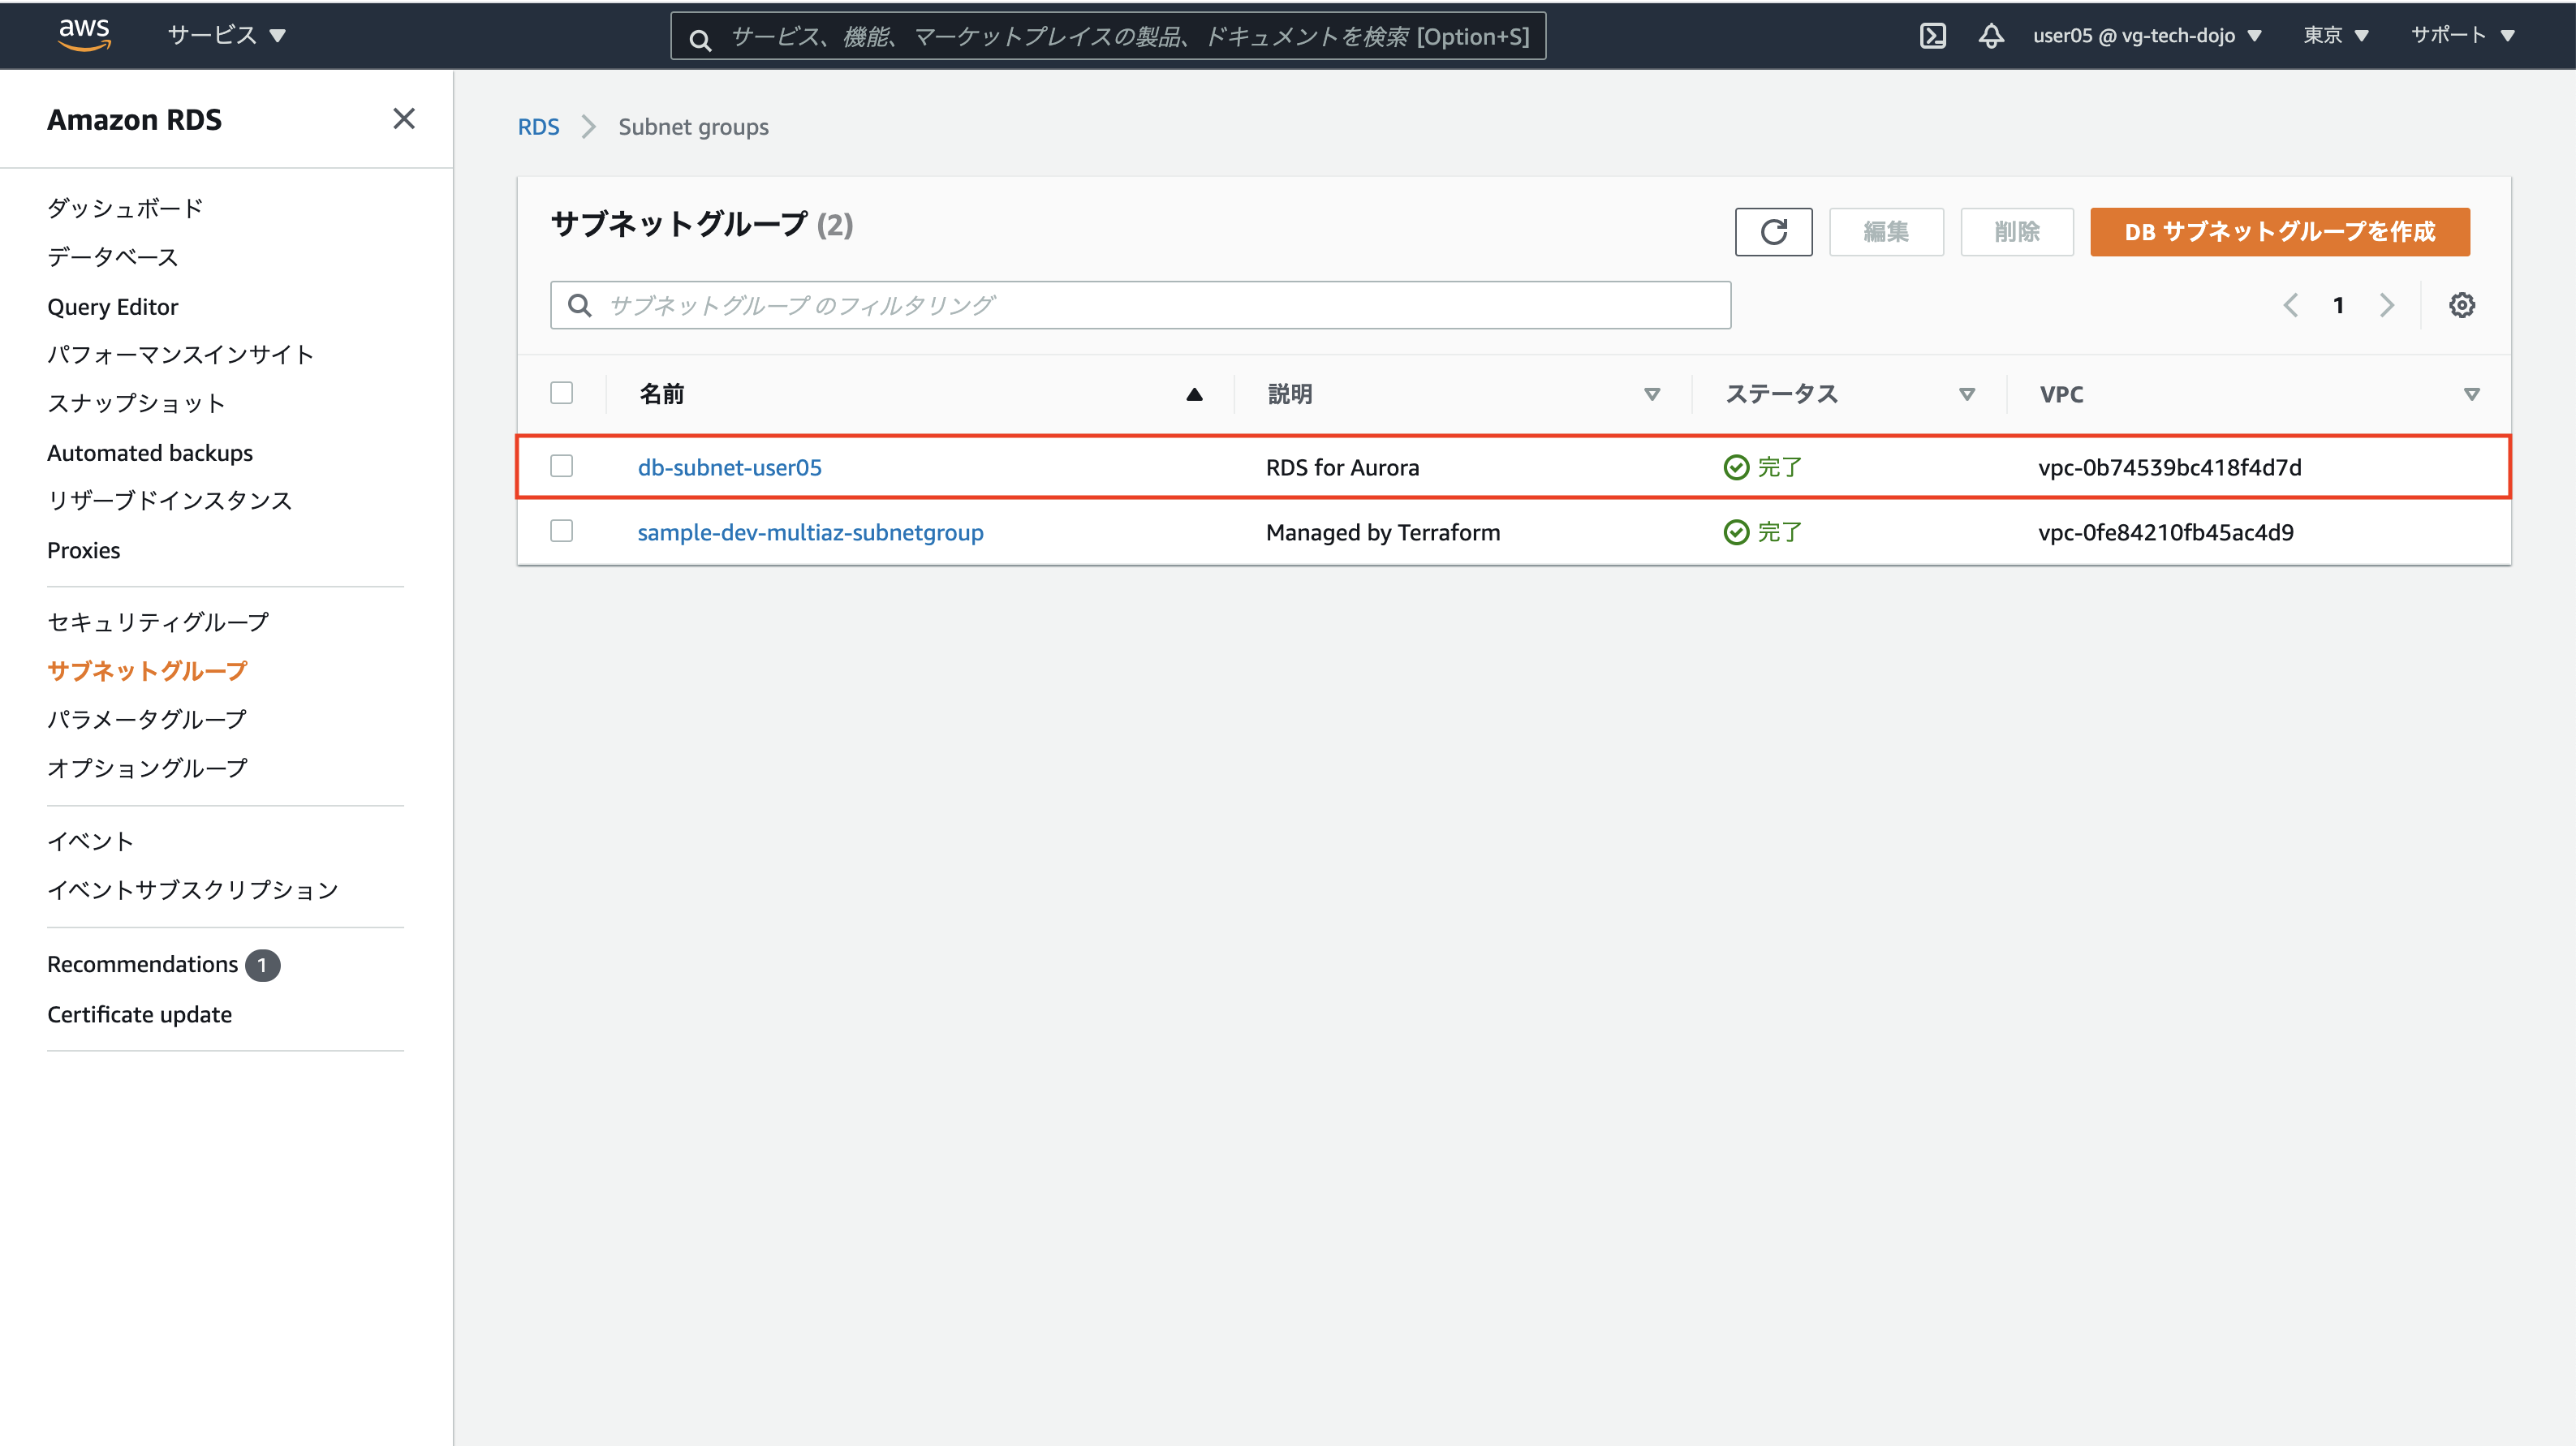 aws サービス サービス、機能、マーケットプレイスの製品、ドキュメントを検索 [Option+S] user05 @ vg-tech-dojo 東京 サポート
Amazon RDS
ダッシュボード
データベース
Query Editor
パフォーマンスインサイト
スナップショット
Automated backups
リザーブドインスタンス
Proxies
セキュリティグループ
サブネットグループ
パラメータグループ
オプショングループ
イベント
イベントサブスクリプション
Recommendations 1
Certificate update
RDS Subnet groups
サブネットグループ (2) 編集 削除 DB サブネットグループを作成
サブネットグループ のフィルタリング 1
名前 説明 ステータス VPC
db-subnet-user05 RDS for Aurora 完了 vpc-0b74539bc418f4d7d
sample-dev-multiaz-subnetgroup Managed by Terraform 完了 vpc-0fe84210fb45ac4d9